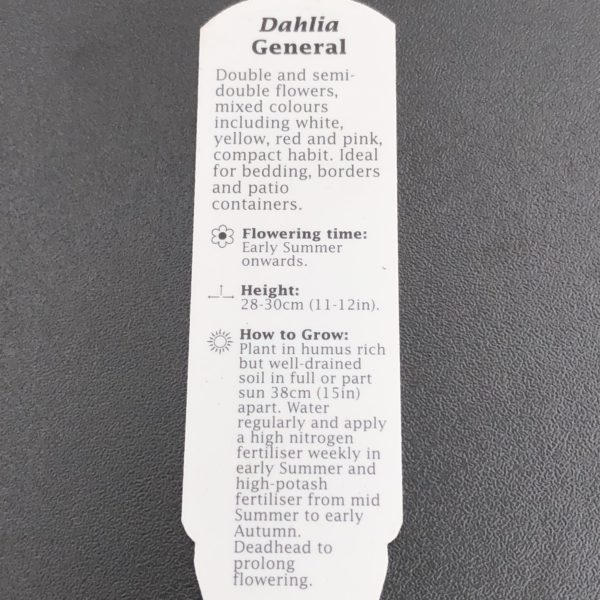 Dahlia
General
Double and semi-
double flowers,
mixed colours
including white,
yellow, red and pink,
compact habit. Ideal
for bedding, borders
and patio
containers.
Flowering time:
Early Summer
onwards.
Height:
28-30cm (11-12in).
How to Grow:
Plant in humus rich
but well-drained
soil in full or part
sun 38cm (15in)
apart. Water
regularly and apply
a high nitrogen
fertiliser weekly in
early Summer and
high-potash
fertiliser from mid
Summer to early
Autumn.
Deadhead to
prolong
flowering.